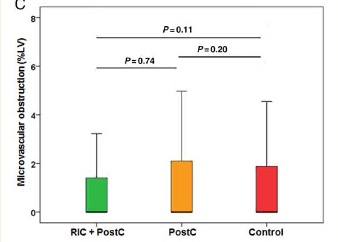 C
Microvascular obstruction (%LV)
8
6
4
2
0
P = 0.11
P = 0.20
P = 0.74
RIC + PostC
PostC
Control